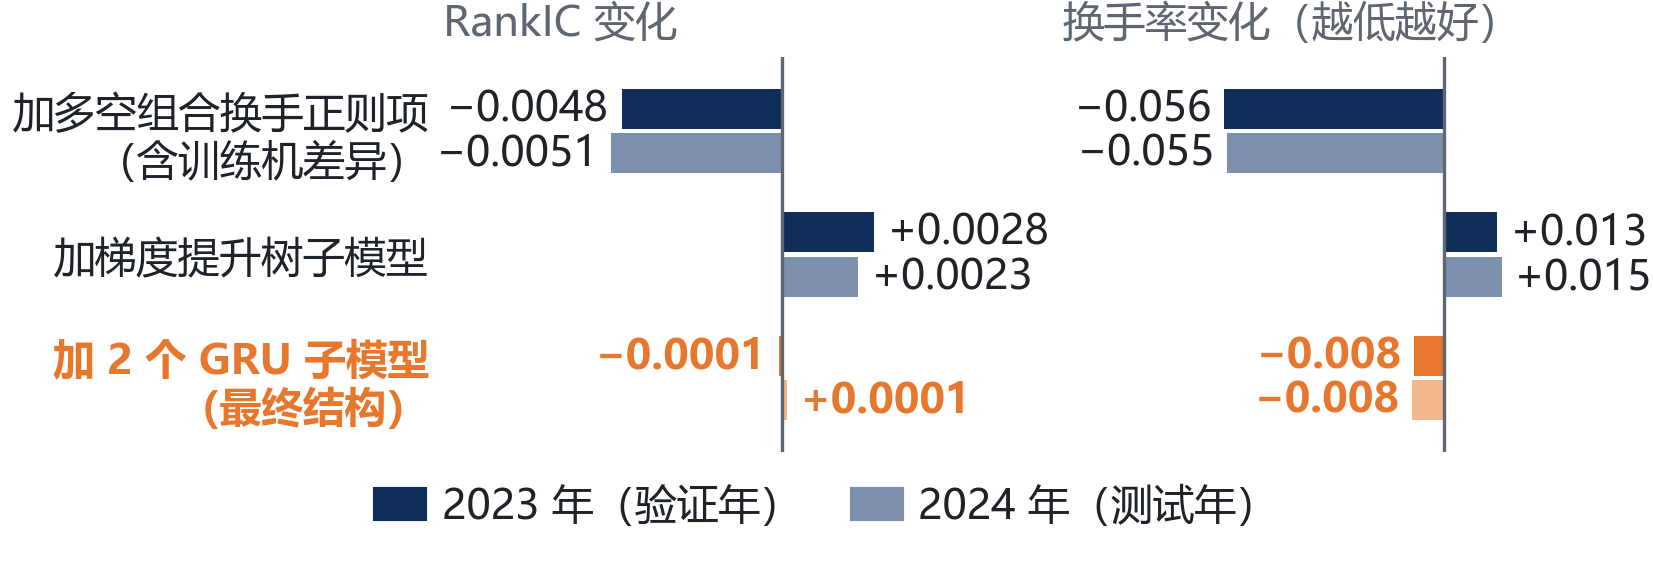 RankIC 变化
换手率变化（越低越好）
加多空组合换手正则项
（含训练机差异）
−0.0048
−0.0051
−0.056
−0.055
加梯度提升树子模型
+0.0028
+0.0023
+0.013
+0.015
加 2 个 GRU 子模型
（最终结构）
−0.0001
+0.0001
−0.008
−0.008
2023 年（验证年）
2024 年（测试年）